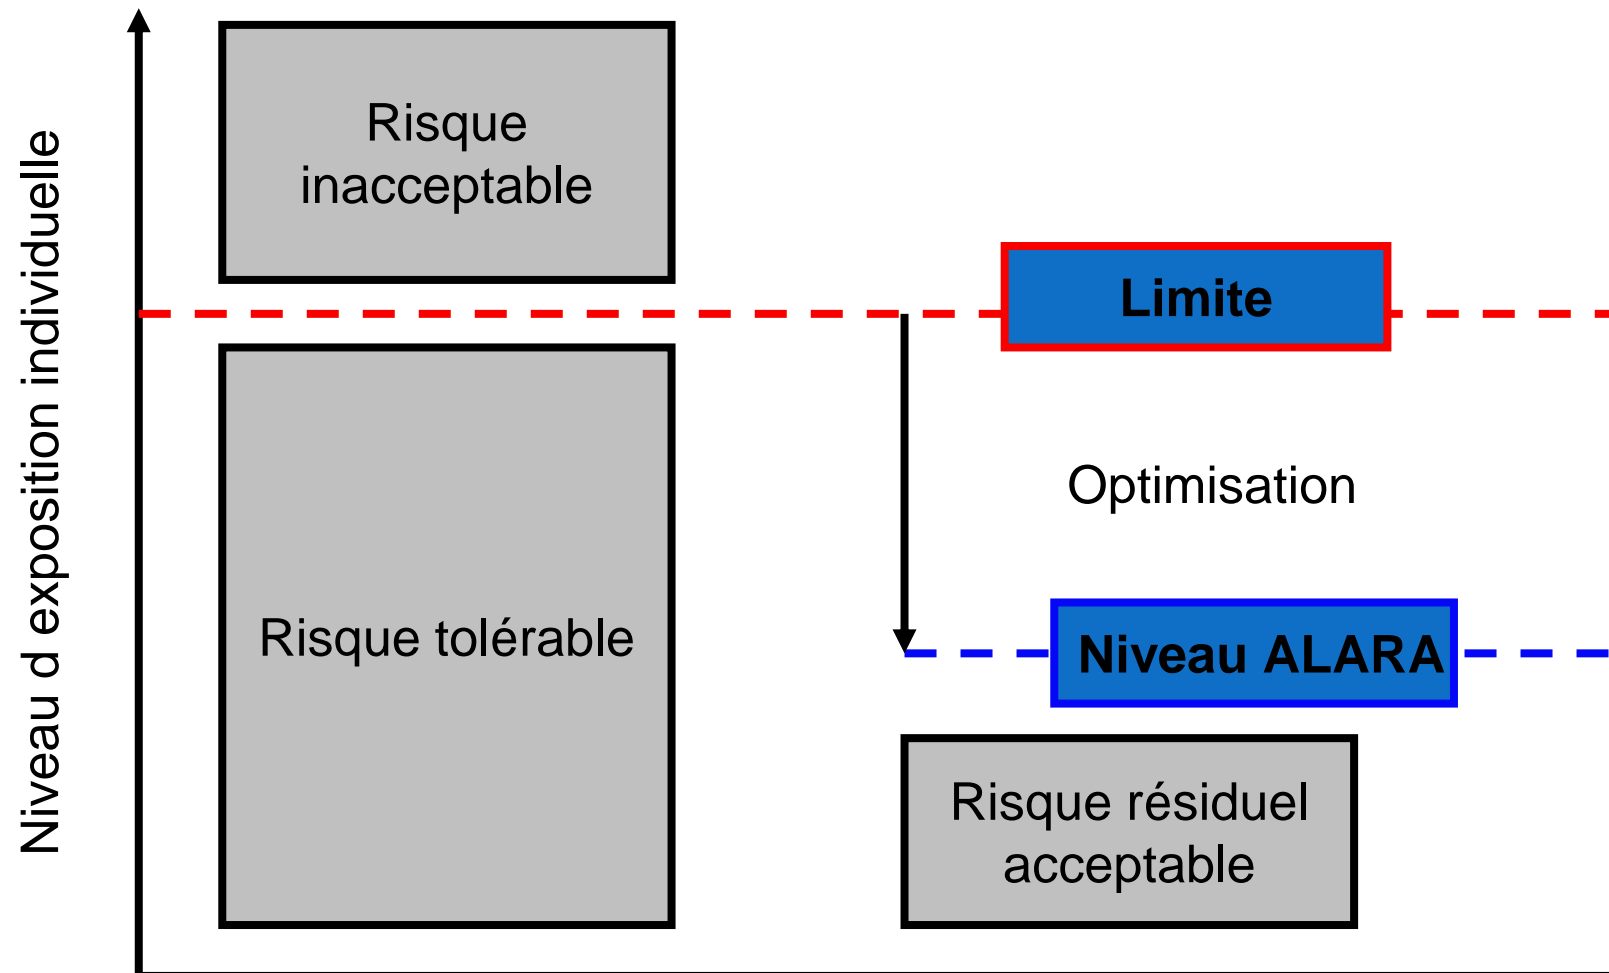 Niveau d exposition individuelle
Risque
inacceptable
Limite
Optimisation
Risque tolérable
Niveau ALARA
Risque résiduel
acceptable